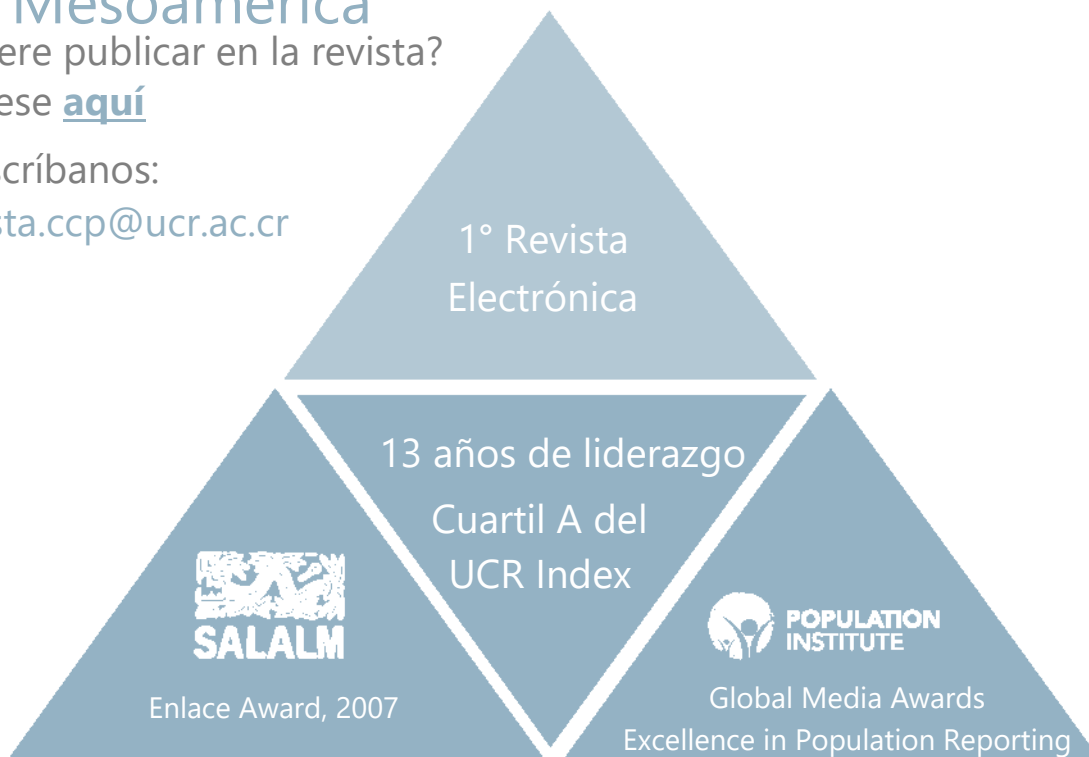 Mesoamérica
ere publicar en la revista?
ese aquí
críbanos:
sta.ccp@ucr.ac.cr
1° Revista
Electrónica
13 años de liderazgo
Cuartil A del
UCR Index
SALALM
Enlace Award, 2007
POPULATION
INSTITUTE
Global Media Awards
Excellence in Population Reporting